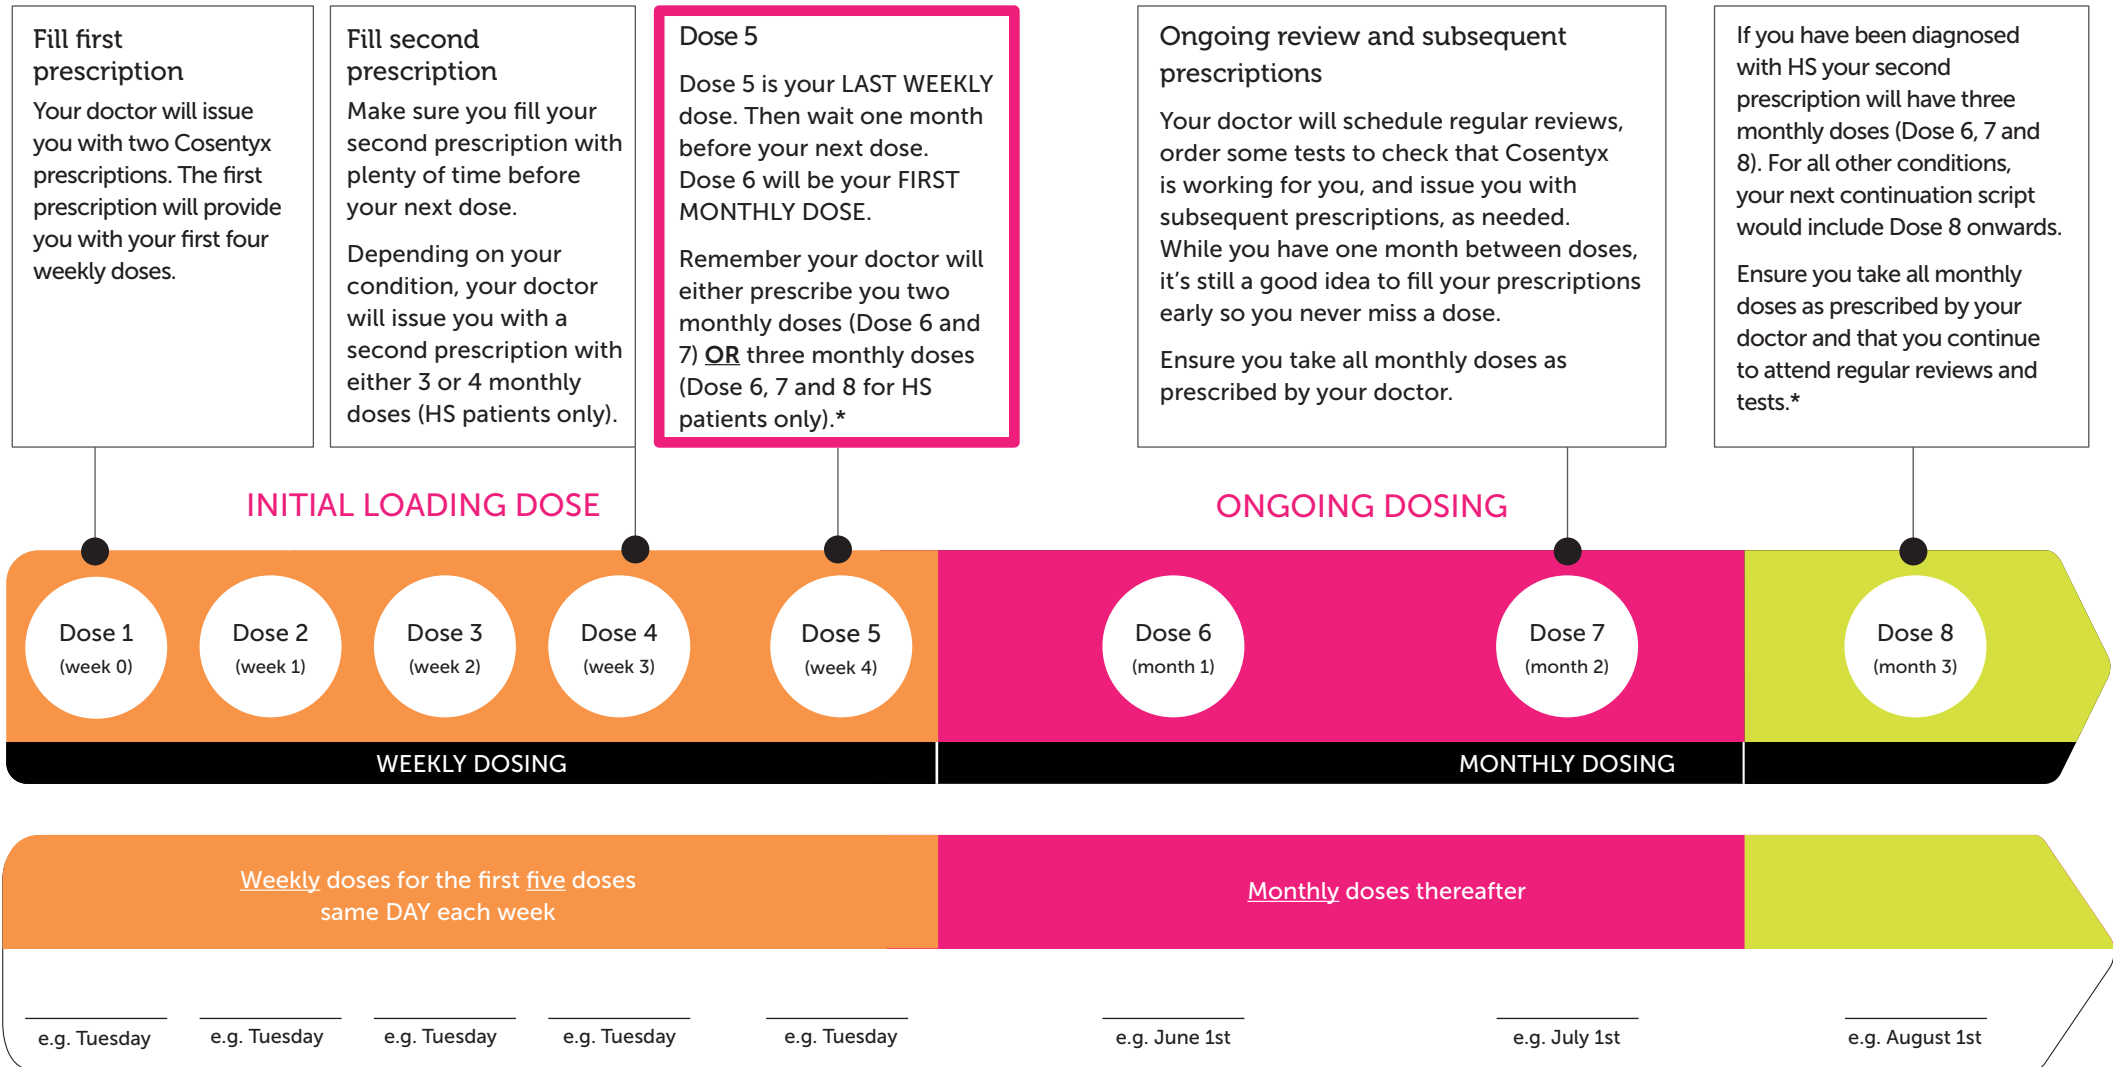 Fill first
prescription
Your doctor will issue
you with two Cosentyx
prescriptions. The first
prescription will provide
you with your first four
weekly doses.
Fill second
prescription
Make sure you fill your
second prescription with
plenty of time before
your next dose.
Depending on your
condition, your doctor
will issue you with a
second prescription with
either 3 or 4 monthly
doses (HS patients only).
Dose 5
Dose 5 is your LAST WEEKLY
dose. Then wait one month
before your next dose.
Dose 6 will be your FIRST
MONTHLY DOSE.
Remember your doctor will
either prescribe you two
monthly doses (Dose 6 and
7) OR three monthly doses
(Dose 6, 7 and 8 for HS
patients only).*
Ongoing review and subsequent
prescriptions
Your doctor will schedule regular reviews,
order some tests to check that Cosentyx
is working for you, and issue you with
subsequent prescriptions, as needed.
While you have one month between doses,
it's still a good idea to fill your prescriptions
early so you never miss a dose.
Ensure you take all monthly doses as
prescribed by your doctor.
If you have been diagnosed
with HS your second
prescription will have three
monthly doses (Dose 6, 7 and
8). For all other conditions,
your next continuation script
would include Dose 8 onwards.
Ensure you take all monthly
doses as prescribed by your
doctor and that you continue
to attend regular reviews and
tests.*
INITIAL LOADING DOSE
ONGOING DOSING
Dose 1
(week 0)
Dose 2
(week 1)
Dose 3
(week 2)
Dose 4
(week 3)
Dose 5
(week 4)
Dose 6
(month 1)
Dose 7
(month 2)
Dose 8
(month 3)
WEEKLY DOSING
MONTHLY DOSING
Weekly doses for the first five doses
same DAY each week
Monthly doses thereafter
e.g. Tuesday
e.g. Tuesday
e.g. Tuesday
e.g. Tuesday
e.g. Tuesday
e.g. June 1st
e.g. July 1st
e.g. August 1st